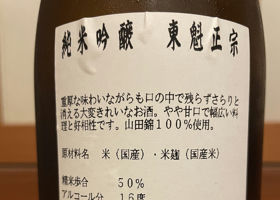 純米吟醸　東魁正宗
重厚な味わいながらも口の中で残らずさらりと
消える大変きれいなお酒。やや甘口で幅広い料
理と好相性です。山田錦100％使用。
原材料名　米（国産）・米麹（国産米）
精米歩合　50％
アルコール分　16度